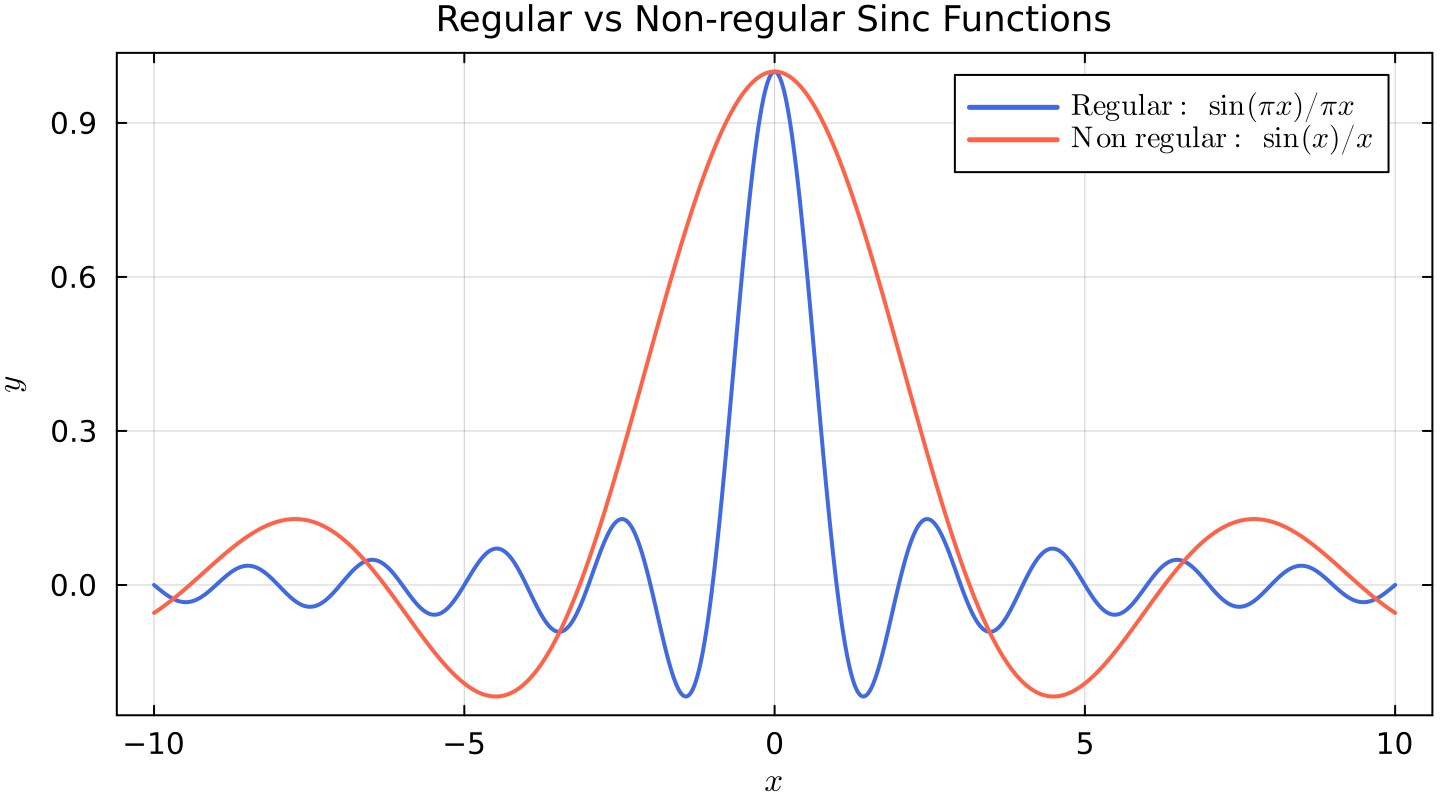 Regular vs Non-regular Sinc Functions
Regular: sin(πx)/πx
Non regular: sin(x)/x
0.9
0.6
0.3
0.0
y
−10
−5
0
5
10
x